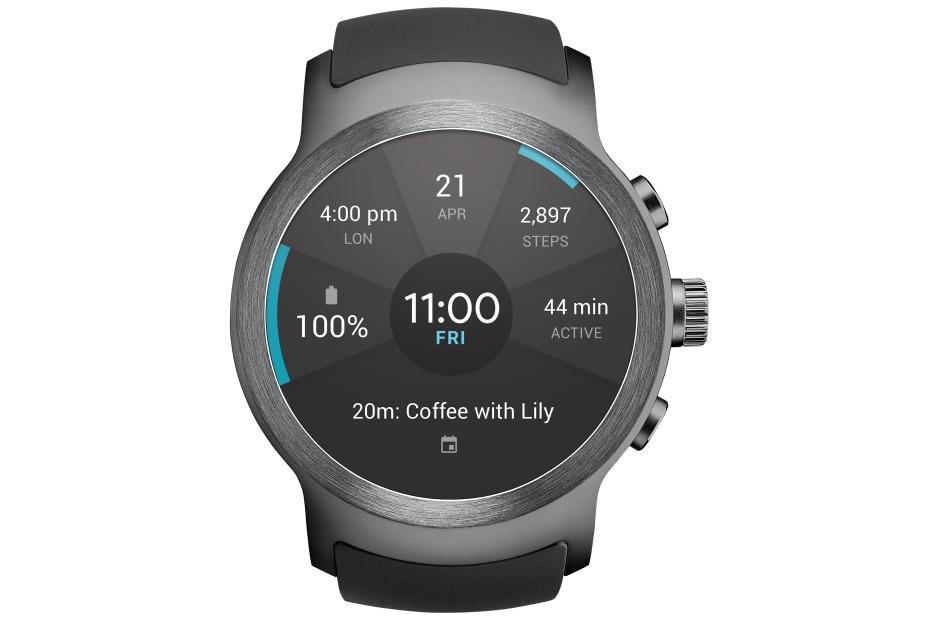 21
APR
4:00 pm
LON
2,897
STEPS
100%
11:00
FRI
44 min
ACTIVE
20m: Coffee with Lily